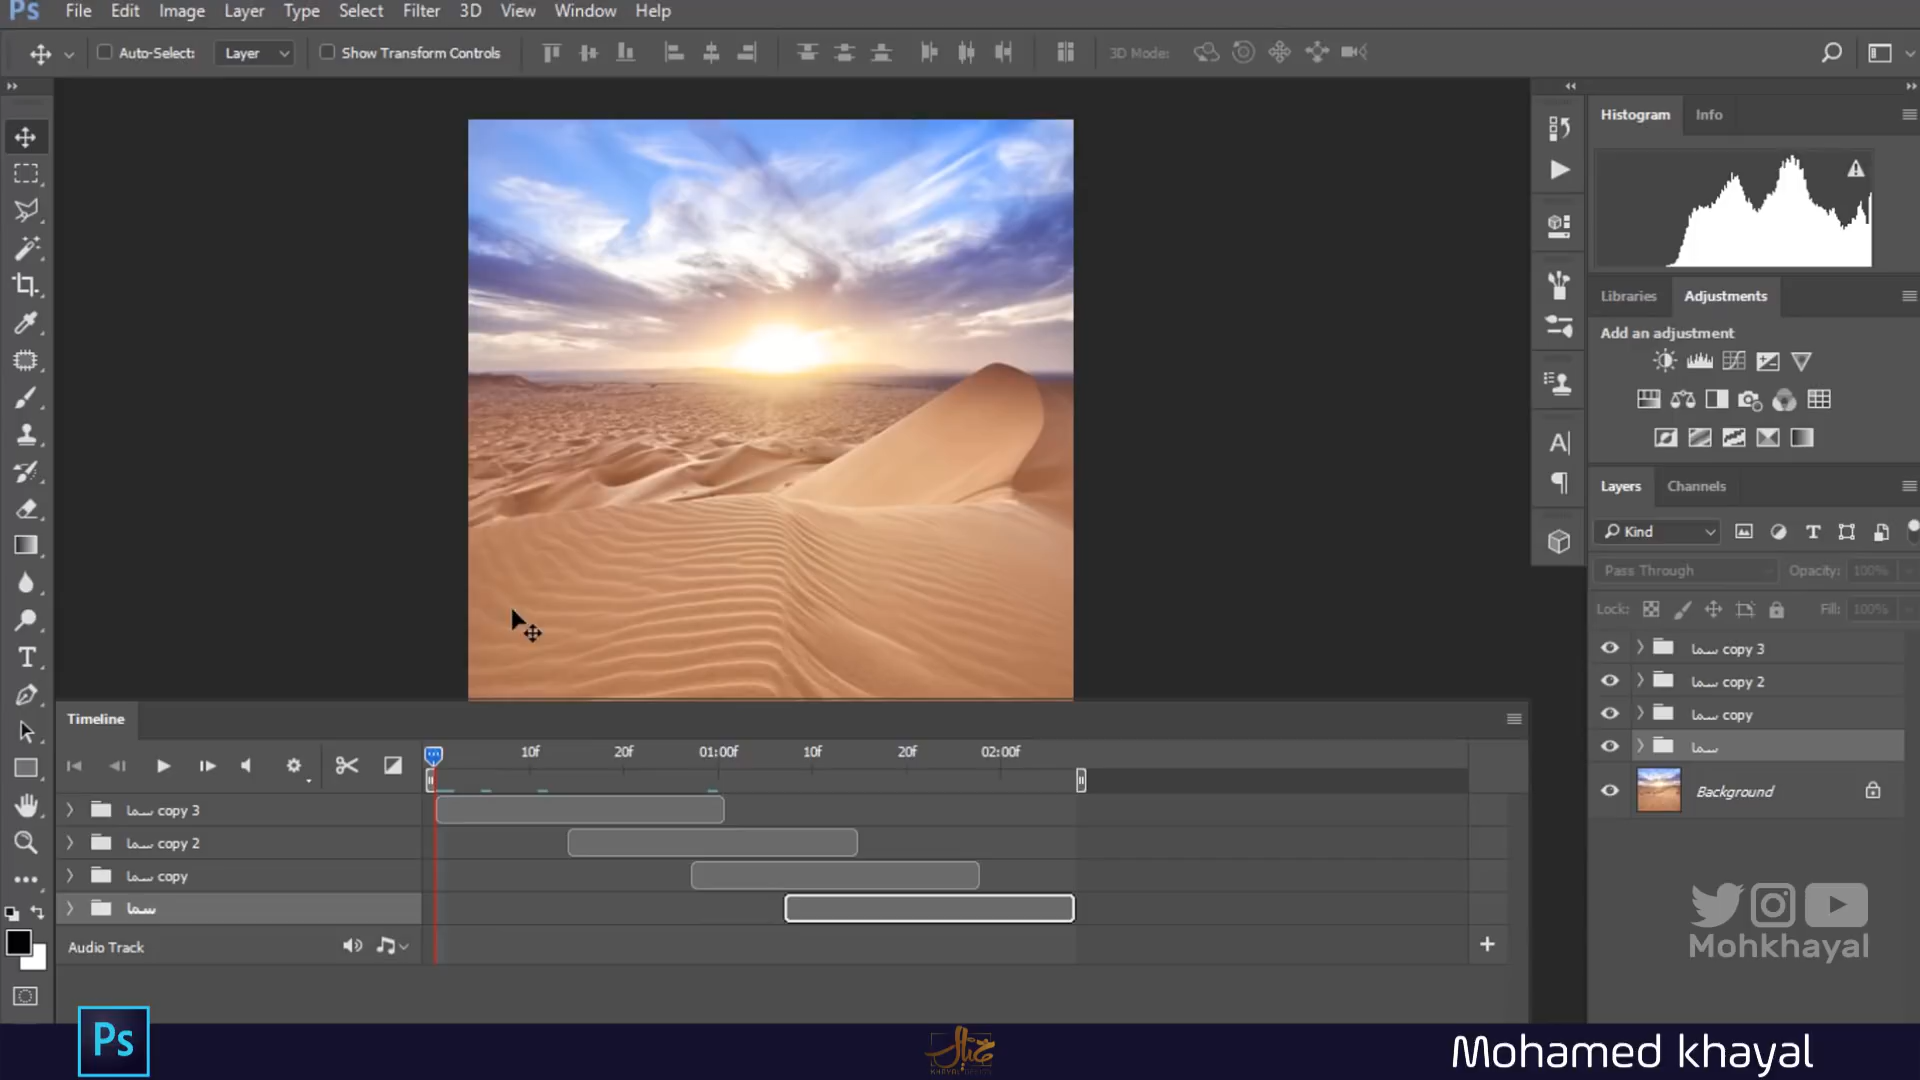 Ps File Edit Image Layer Type Select Filter 3D View Window Help
Auto-Select: Layer Show Transform Controls 3D Mode:
Histogram Info
Libraries Adjustments
Add an adjustment
Layers Channels
Kind
Pass Through Opacity: 100%
Lock: Fill: 100%
سما copy 3
سما copy 2
سما copy
سما
Background
Timeline
10f 20f 01:00f 10f 20f 02:00f
سما copy 3
سما copy 2
سما copy
سما
Audio Track
Mohkhayal
Ps
خيال
Mohamed khayal